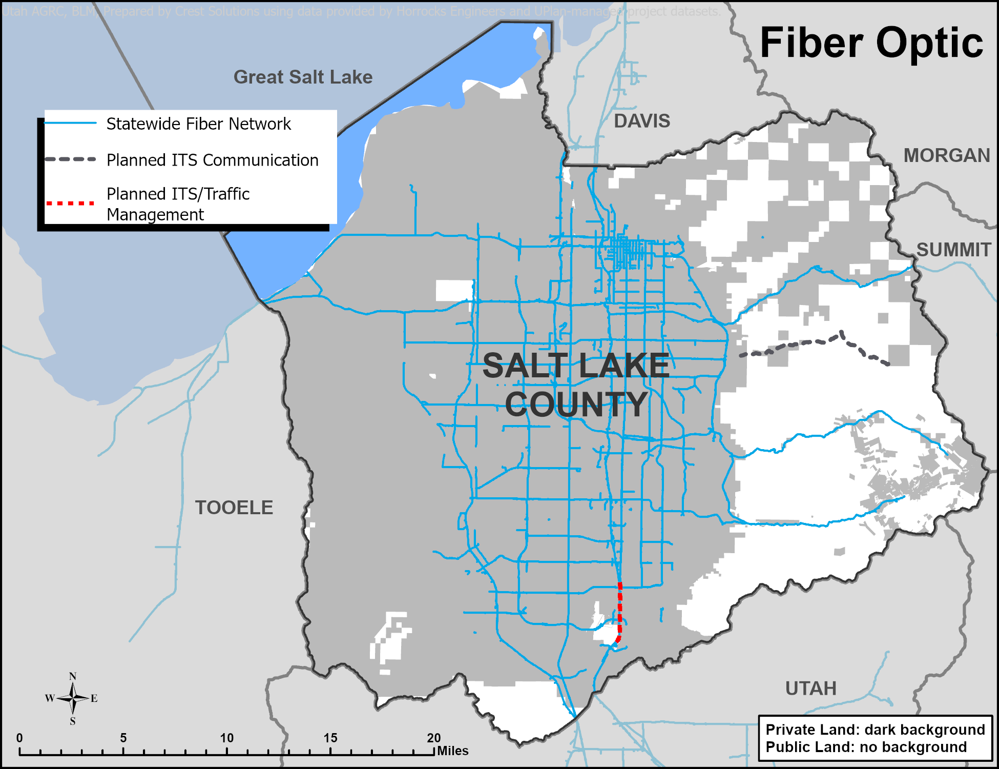 Utah AGRC, BLM, Prepared by Crest Solutions using data provided by Horrocks Engineers and UPlan-managed project datasets.
Fiber Optic
Great Salt Lake
Statewide Fiber Network
Planned ITS Communication
Planned ITS/Traffic
Management
DAVIS
MORGAN
SUMMIT
SALT LAKE
COUNTY
TOOELE
UTAH
N
W E
S
0 5 10 15 20
Miles
Private Land: dark background
Public Land: no background